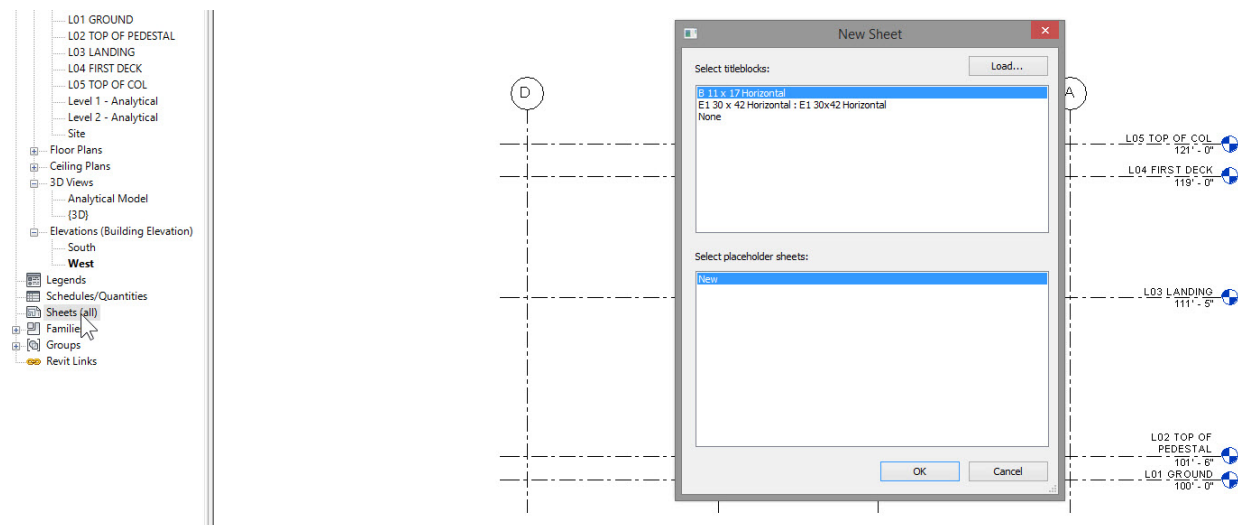 L01 GROUND
L02 TOP OF PEDESTAL
L03 LANDING
L04 FIRST DECK
L05 TOP OF COL
Level 1 - Analytical
Level 2 - Analytical
Site
Floor Plans
Ceiling Plans
3D Views
Analytical Model
{3D}
Elevations (Building Elevation)
South
West
Legends
Schedules/Quantities
Sheets (all)
Families
Groups
Revit Links
D
New Sheet
Select titleblocks:
Load...
B 11 x 17 Horizontal
E1 30 x 42 Horizontal : E1 30x42 Horizontal
None
Select placeholder sheets:
New
OK
Cancel
A
L05 TOP OF COL
121' - 0"
L04 FIRST DECK
119' - 0"
L03 LANDING
111' - 5"
L02 TOP OF
PEDESTAL
101' - 6"
L01 GROUND
100' - 0"